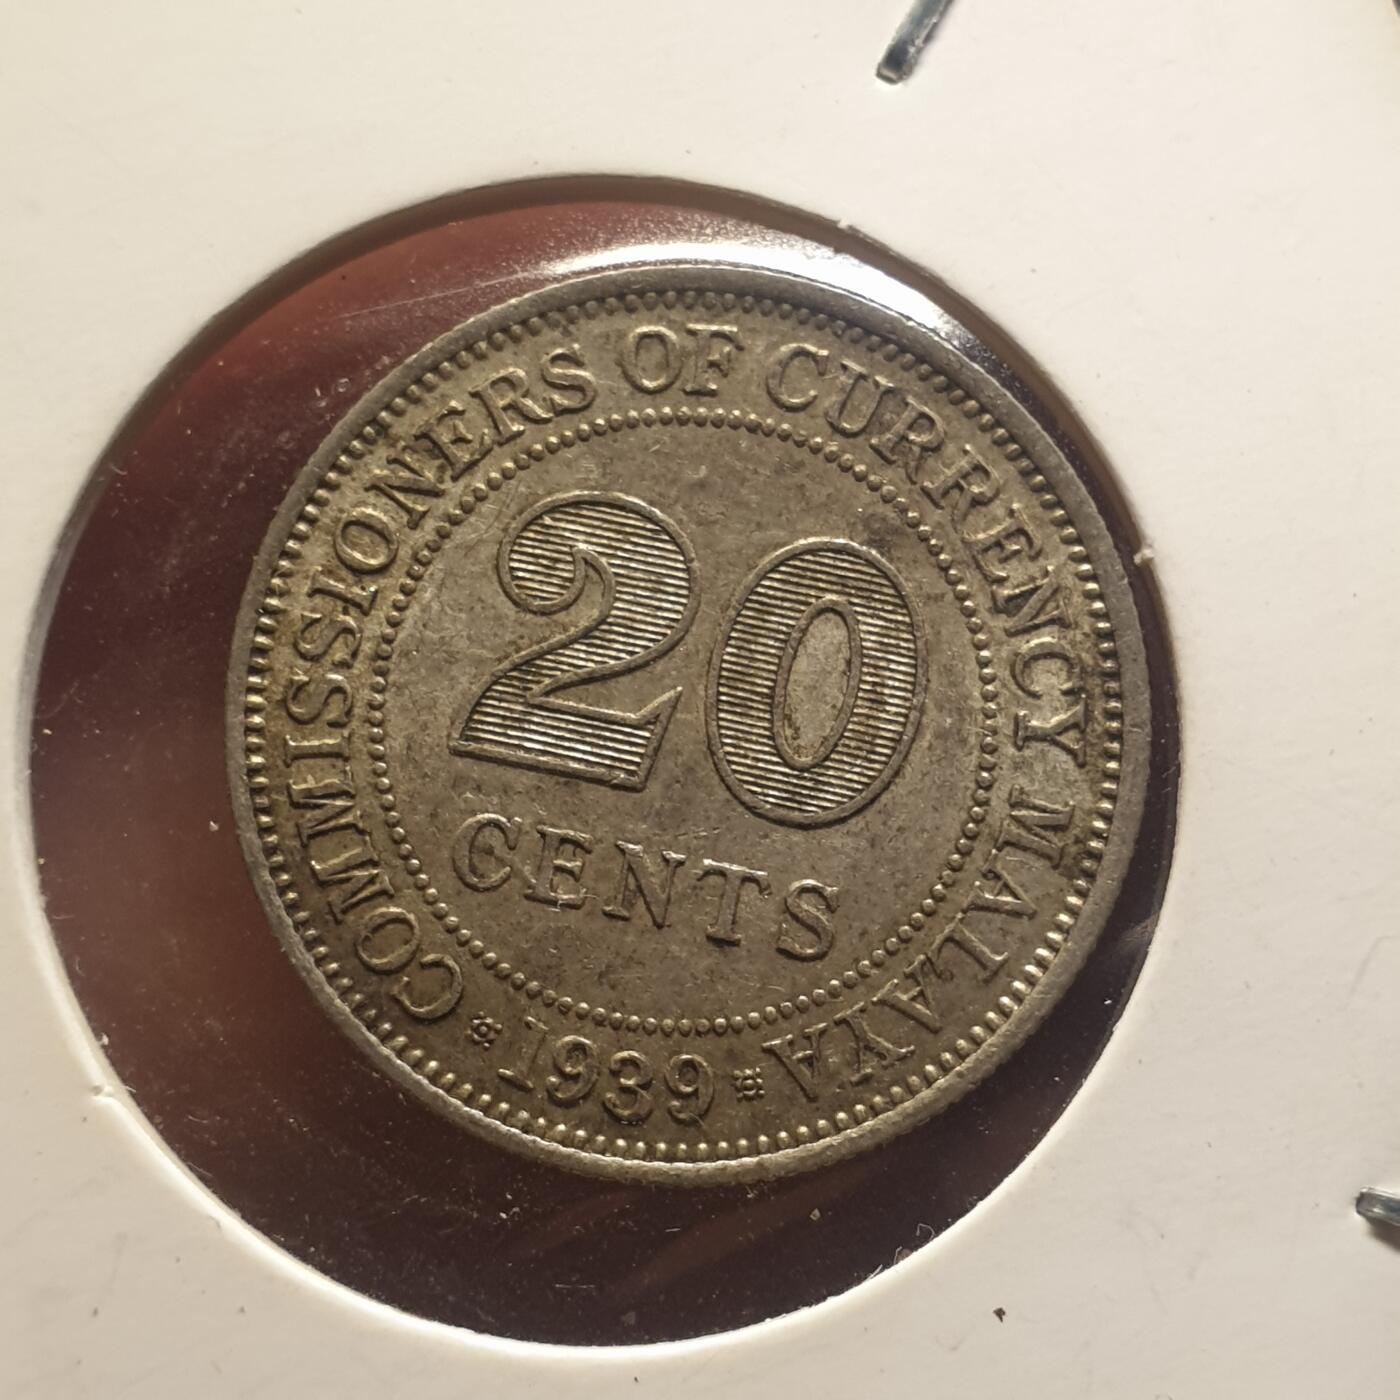 COMMISSIONERS OF CURRENCY MALAYA
20
CENTS
1939